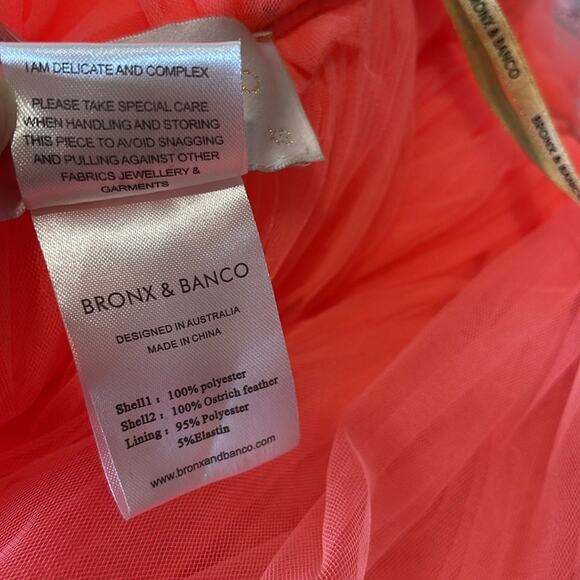 I AM DELICATE AND COMPLEX
PLEASE TAKE SPECIAL CARE
WHEN HANDLING AND STORING
THIS PIECE TO AVOID SNAGGING
AND PULLING AGAINST OTHER
FABRICS JEWELLERY &
GARMENTS
BRONX & BANCO
DESIGNED IN AUSTRALIA
MADE IN CHINA
Shell1 : 100% polyester
Shell2 : 100% Ostrich feather
Lining : 95% Polyester
5%Elastin
www.bronxandbanco.com
BRONX & BANCO
BRONX & BANCO